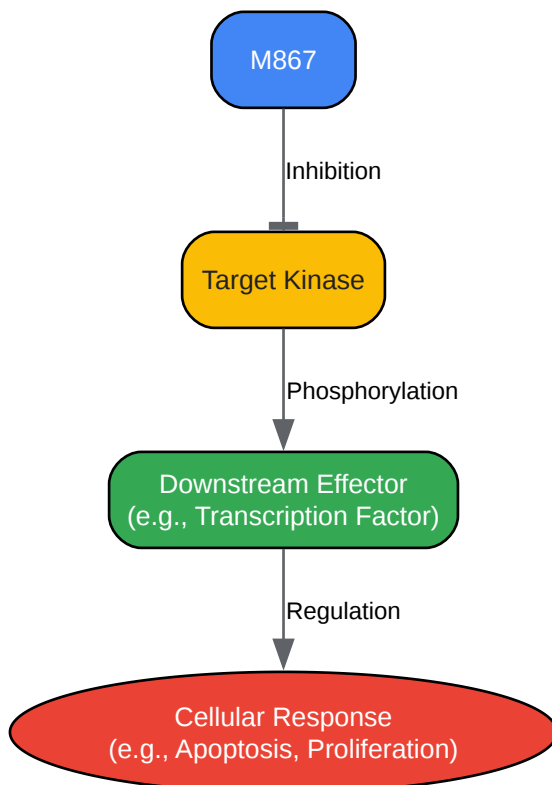 M867
Inhibition
Target Kinase
Phosphorylation
Downstream Effector
(e.g., Transcription Factor)
Regulation
Cellular Response
(e.g., Apoptosis, Proliferation)